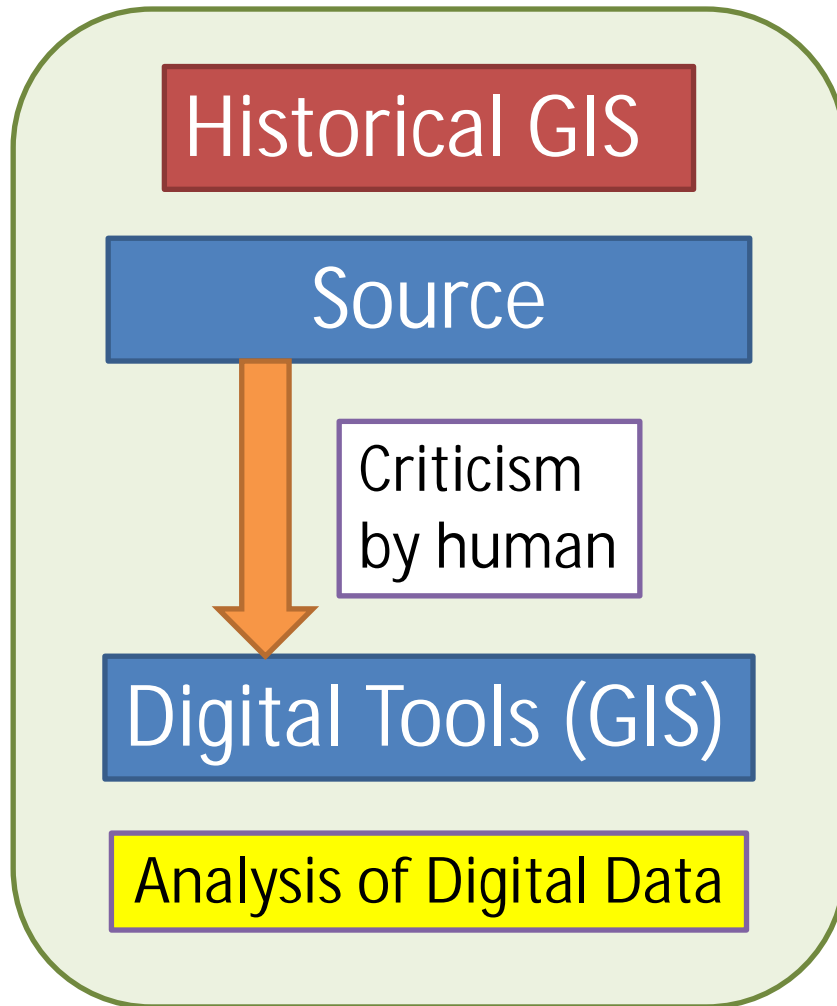 Historical GIS
Source
Criticism
by human
Digital Tools (GIS)
Analysis of Digital Data